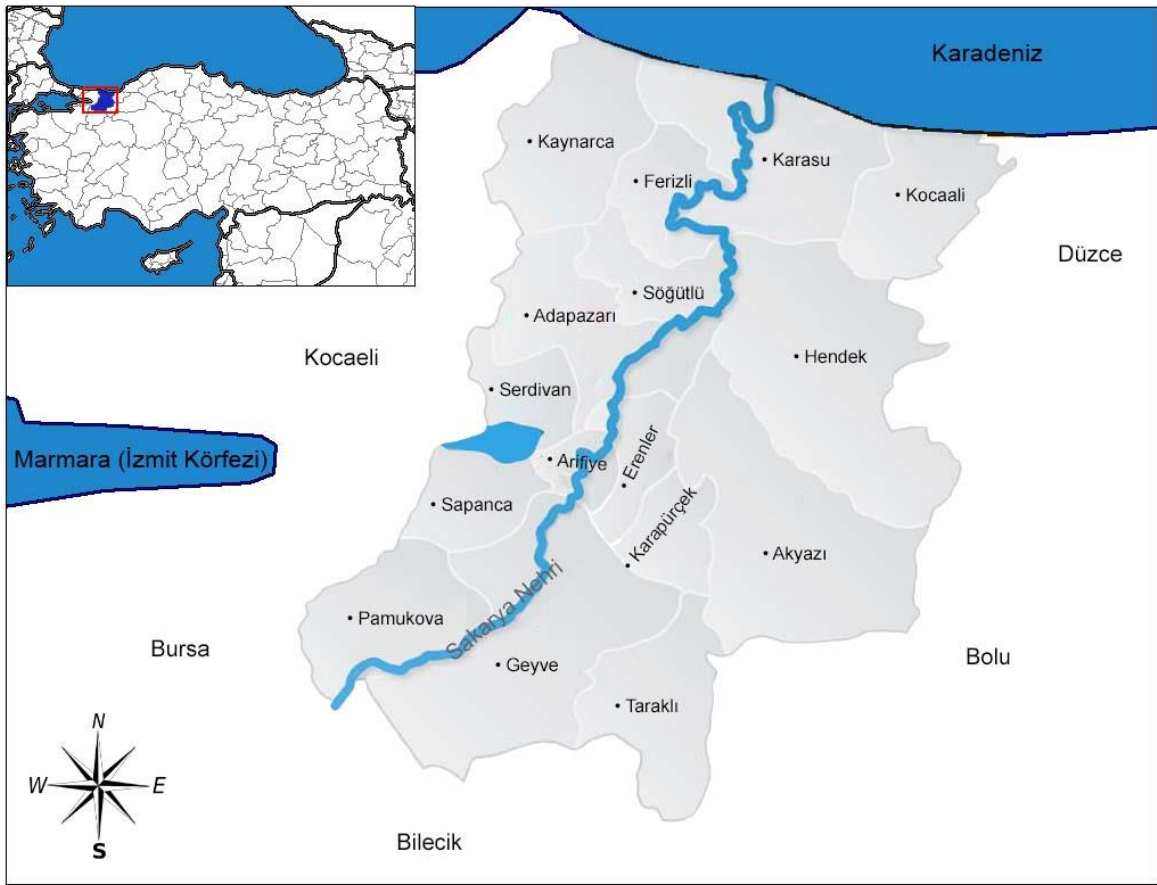 Karadeniz
Kaynarca
Karasu
Ferizli
Kocaali
Düzce
Söğütlü
Adapazarı
Kocaeli
Hendek
Serdivan
Marmara (İzmit Körfezi)
Arifiye
Erenler
Sapanca
Karapürçek
Akyazı
Sakarya Nehri
Pamukova
Bursa
Geyve
Bolu
Taraklı
N
W
E
S
Bilecik